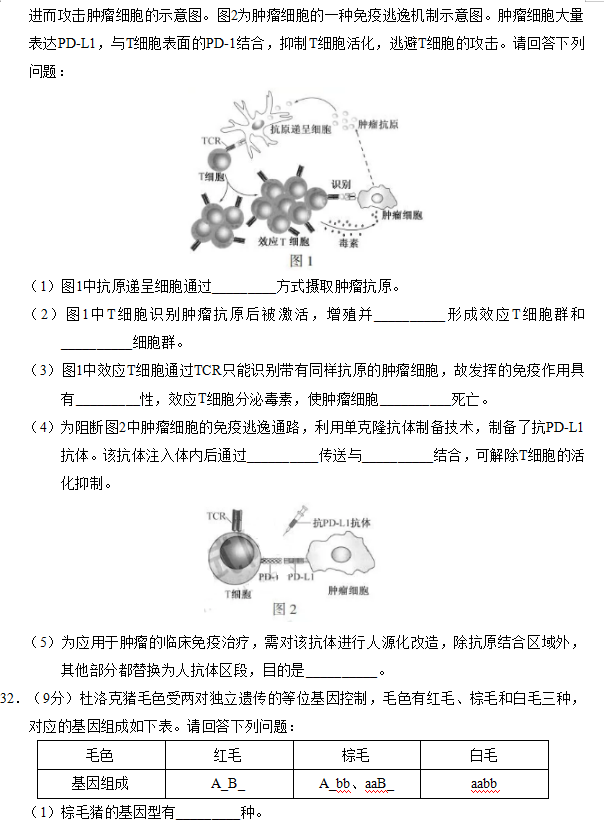 进而攻击肿瘤细胞的示意图。图2为肿瘤细胞的一种免疫逃逸机制示意图。肿瘤细胞大量
表达PD-L1，与T细胞表面的PD-1结合，抑制T细胞活化，逃避T细胞的攻击。请回答下列
问题：
抗原递呈细胞
肿瘤抗原
TCR
T细胞
识别
肿瘤细胞
效应T细胞
毒素
图1
（1）图1中抗原递呈细胞通过________方式摄取肿瘤抗原。
（2）图1中T细胞识别肿瘤抗原后被激活，增殖并_________形成效应T细胞群和
_________细胞群。
（3）图1中效应T细胞通过TCR只能识别带有同样抗原的肿瘤细胞，故发挥的免疫作用具
有________性，效应T细胞分泌毒素，使肿瘤细胞_________死亡。
（4）为阻断图2中肿瘤细胞的免疫逃逸通路，利用单克隆抗体制备技术，制备了抗PD-L1
抗体。该抗体注入体内后通过_________传送与_________结合，可解除T细胞的活
化抑制。
TCR
抗PD-L1抗体
PD-1 PD-L1
T细胞
肿瘤细胞
图2
（5）为应用于肿瘤的临床免疫治疗，需对该抗体进行人源化改造，除抗原结合区域外，
其他部分都替换为人抗体区段，目的是_________。
32．（9分）杜洛克猪毛色受两对独立遗传的等位基因控制，毛色有红毛、棕毛和白毛三种，
对应的基因组成如下表。请回答下列问题：
毛色 红毛 棕毛 白毛
基因组成 A_B_ A_bb、aaB_ aabb
（1）棕毛猪的基因型有________种。